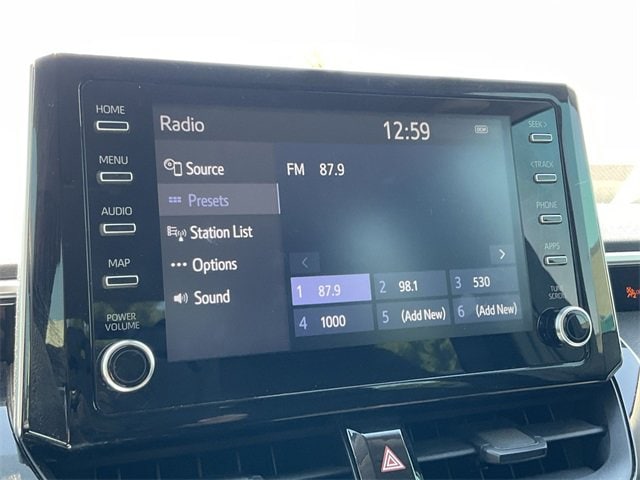 HOME
MENU
AUDIO
MAP
POWER
VOLUME
Radio
12:59
Source
Presets
Station List
Options
Sound
FM 87.9
1 87.9
2 98.1
3 530
4 1000
5 (Add New)
6 (Add New)
SEEK >
< TRACK
PHONE
APPS
TUNE
SCROLL